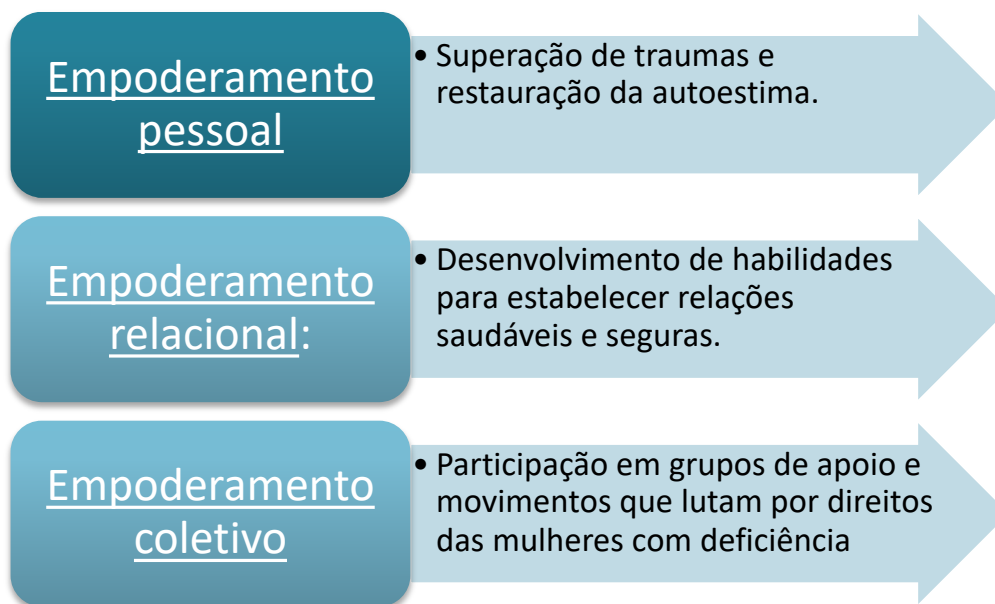 Empoderamento
pessoal
• Superação de traumas e
restauração da autoestima.
Empoderamento
relacional:
• Desenvolvimento de habilidades
para estabelecer relações
saudáveis e seguras.
Empoderamento
coletivo
• Participação em grupos de apoio e
movimentos que lutam por direitos
das mulheres com deficiência